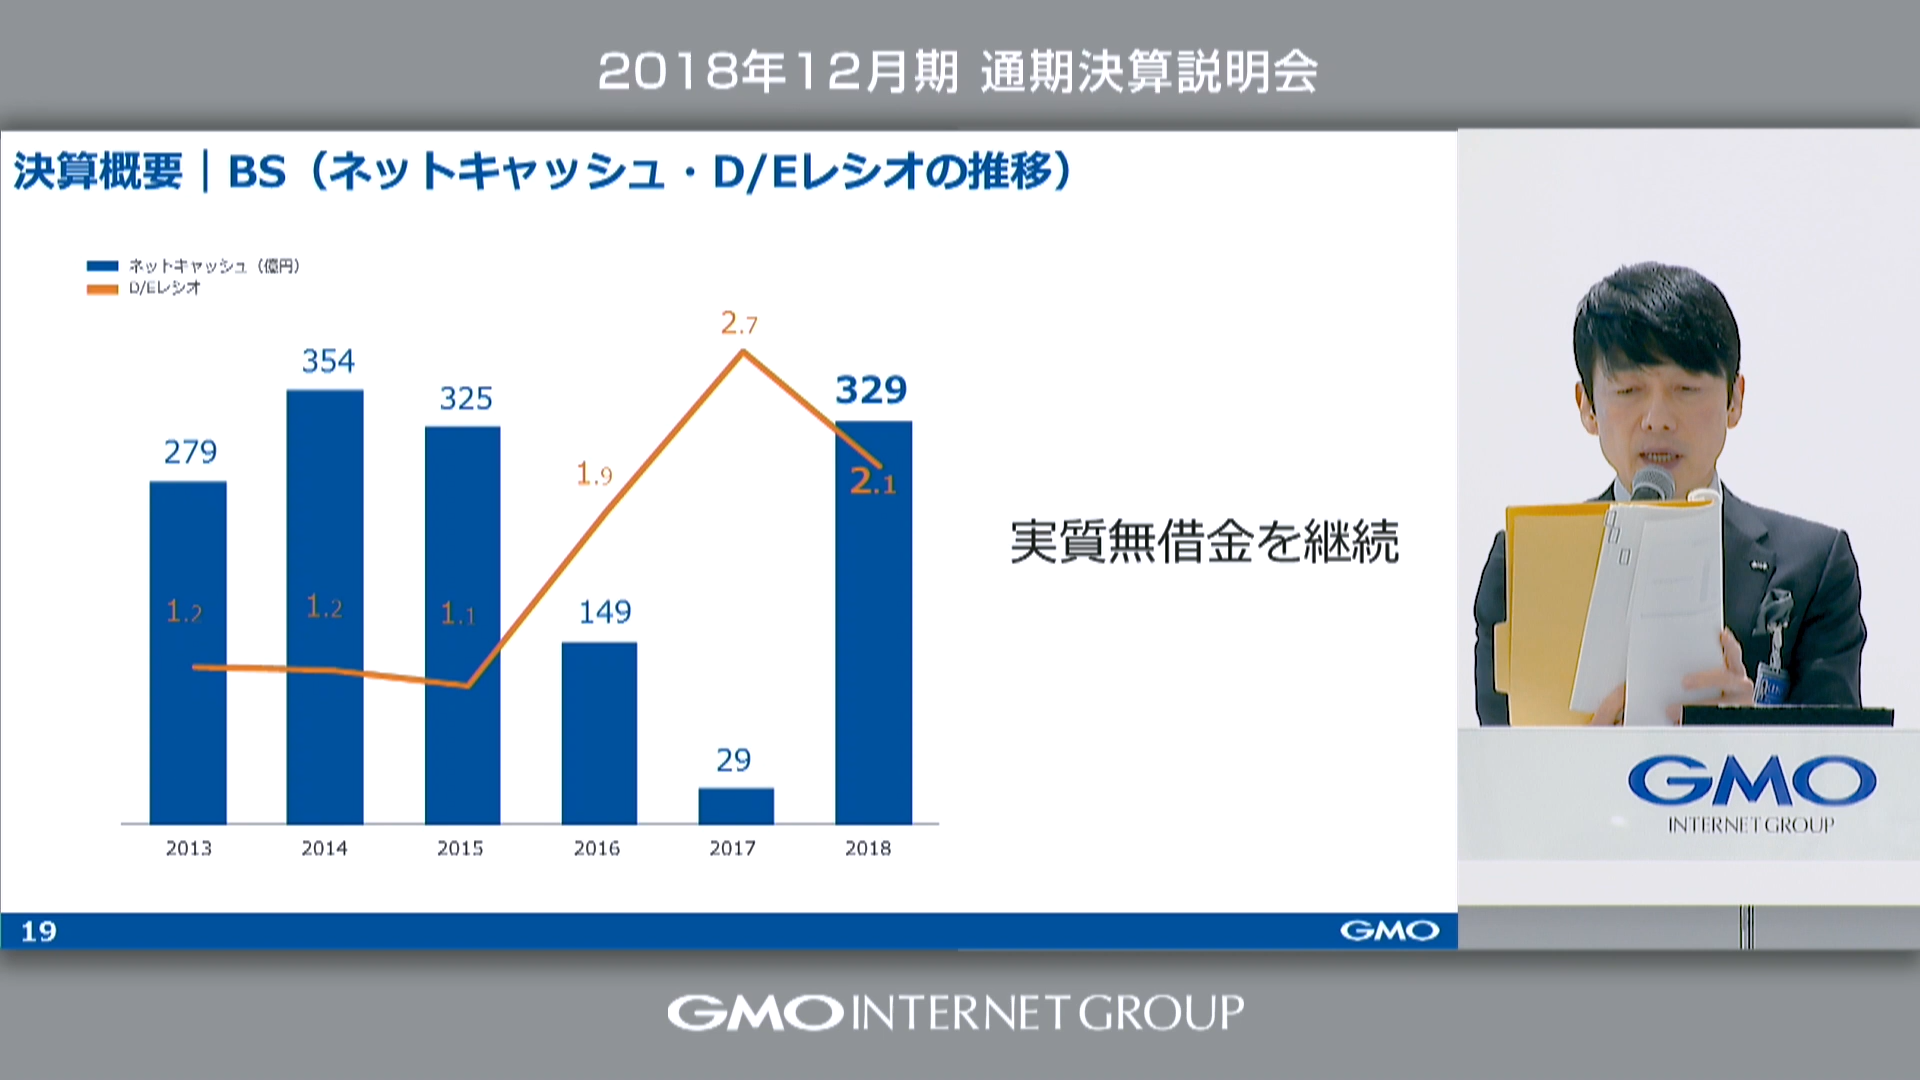 2018年12月期 通期決算説明会
決算概要｜BS（ネットキャッシュ・D/Eレシオの推移）
ネットキャッシュ（億円）
D/Eレシオ
279
354
325
149
29
329
1.2
1.2
1.1
1.9
2.7
2.1
2013
2014
2015
2016
2017
2018
実質無借金を継続
19
GMO
GMO
INTERNET GROUP
GMO INTERNET GROUP